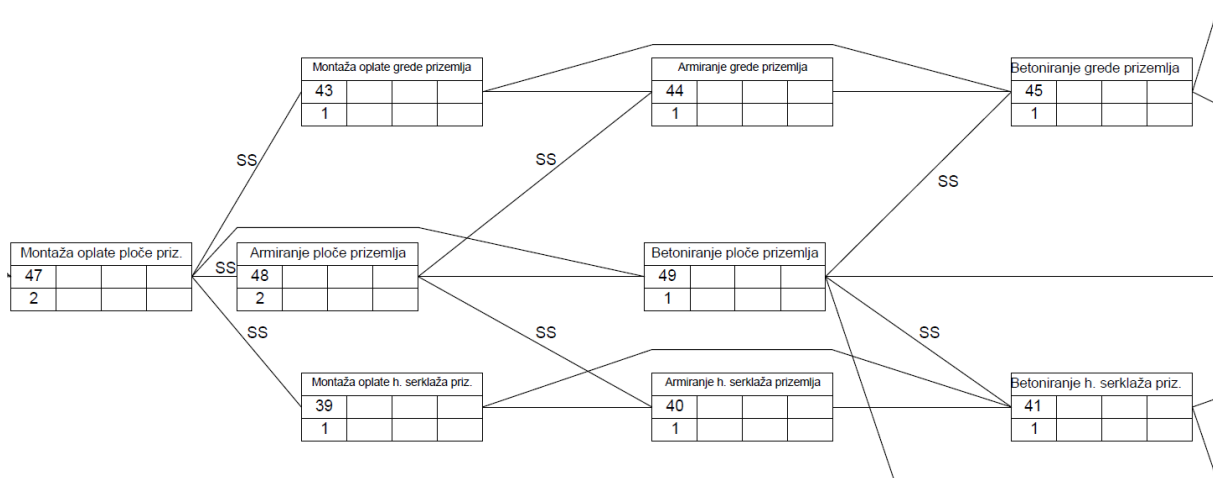 Montaža oplate grede prizemlja
43
1
Armiranje grede prizemlja
44
1
Betoniranje grede prizemlja
45
1
SS
SS
SS
Montaža oplate ploče priz.
47
2
SS
Armiranje ploče prizemlja
48
2
Betoniranje ploče prizemlja
49
1
SS
SS
SS
Montaža oplate h. serklaža priz.
39
1
Armiranje h. serklaža prizemlja
40
1
Betoniranje h. serklaža priz.
41
1